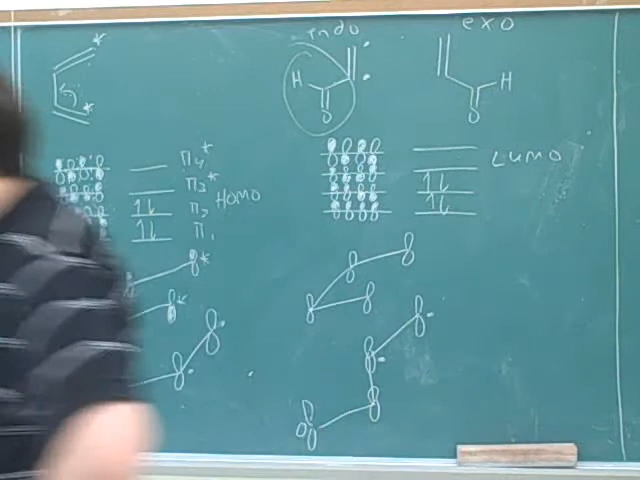 endo
exo
H
O
H
O
*
*
S
π4*
π3*
π2
π1
HOMO
LUMO
*
*
O